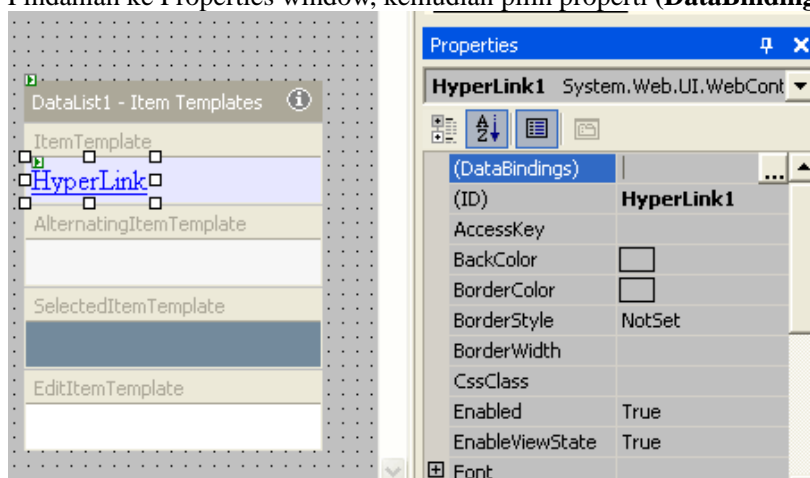 Pindahlah ke Properties window, kemudian pilih properti (DataBinding
DataList1 - Item Templates
ItemTemplate
HyperLink
AlternatingItemTemplate
SelectedItemTemplate
EditItemTemplate
Properties
HyperLink1 System.Web.UI.WebCont
(DataBindings) ...
(ID) HyperLink1
AccessKey
BackColor
BorderColor
BorderStyle NotSet
BorderWidth
CssClass
Enabled True
EnableViewState True
Font